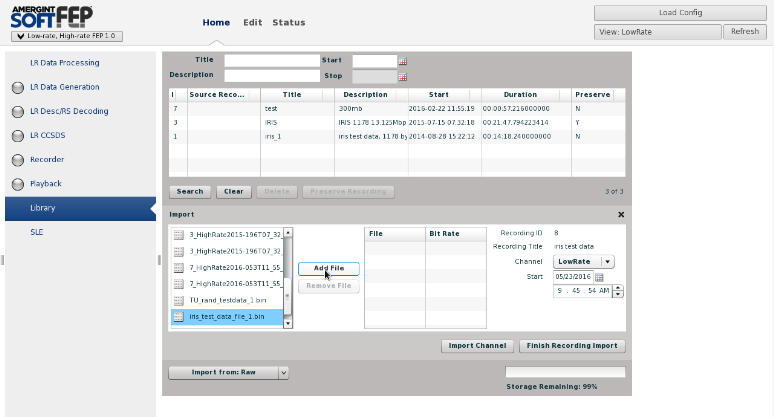 AMERGINT
SOFTFEP
Low-rate, High-rate FEP 1.0
Home Edit Status
Load Config
View: LowRate
Refresh
LR Data Processing
LR Data Generation
LR Desc/RS Decoding
LR CCSDS
Recorder
Playback
Library
SLE
Title Start
Description Stop
I Source Reco... Title Description Start Duration Preserve
7 test 300mb 2016-02-22 11:55:19 00:00:57.216000000 N
3 IRIS IRIS 1178 13.125Mbp 2015-07-15 07:32:18 00:21:47.794223414 Y
1 iris_1 iris test data, 1178 by 2014-08-28 15:22:12 00:14:18.240000000 N
Search Clear Delete Preserve Recording 3 of 3
Import
3_HighRate2015-196T07_32_
3_HighRate2015-196T07_32_
7_HighRate2016-053T11_55_
7_HighRate2016-053T11_55_
TU_rand_testdata_1.bin
iris_test_data_file_1.bin
Add File
Remove File
File Bit Rate
Recording ID 8
Recording Title iris test data
Channel LowRate
Start 05/23/2016
9 : 45 : 54 AM
Import Channel Finish Recording Import
Import from: Raw
Storage Remaining: 99%